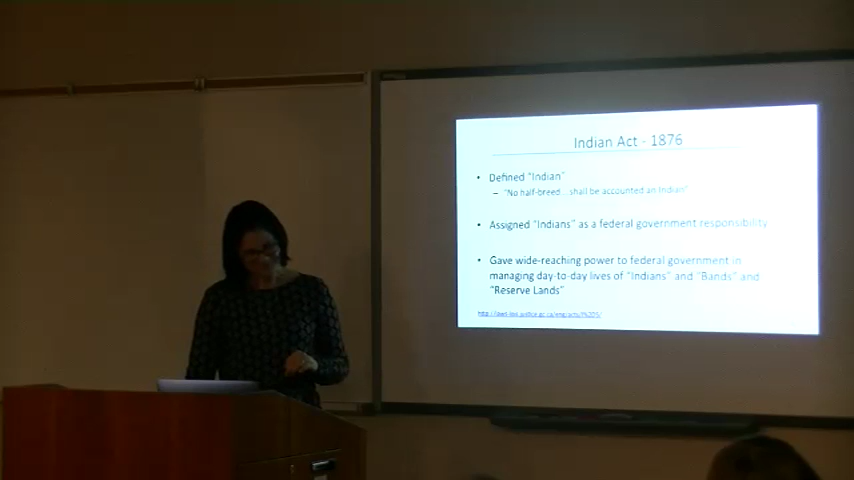 Indian Act - 1876
• Defined "Indian"
– "No half-breed... shall be accounted an Indian"
• Assigned "Indians" as a federal government responsibility
• Gave wide-reaching power to federal government in
managing day-to-day lives of "Indians" and "Bands" and
"Reserve Lands"